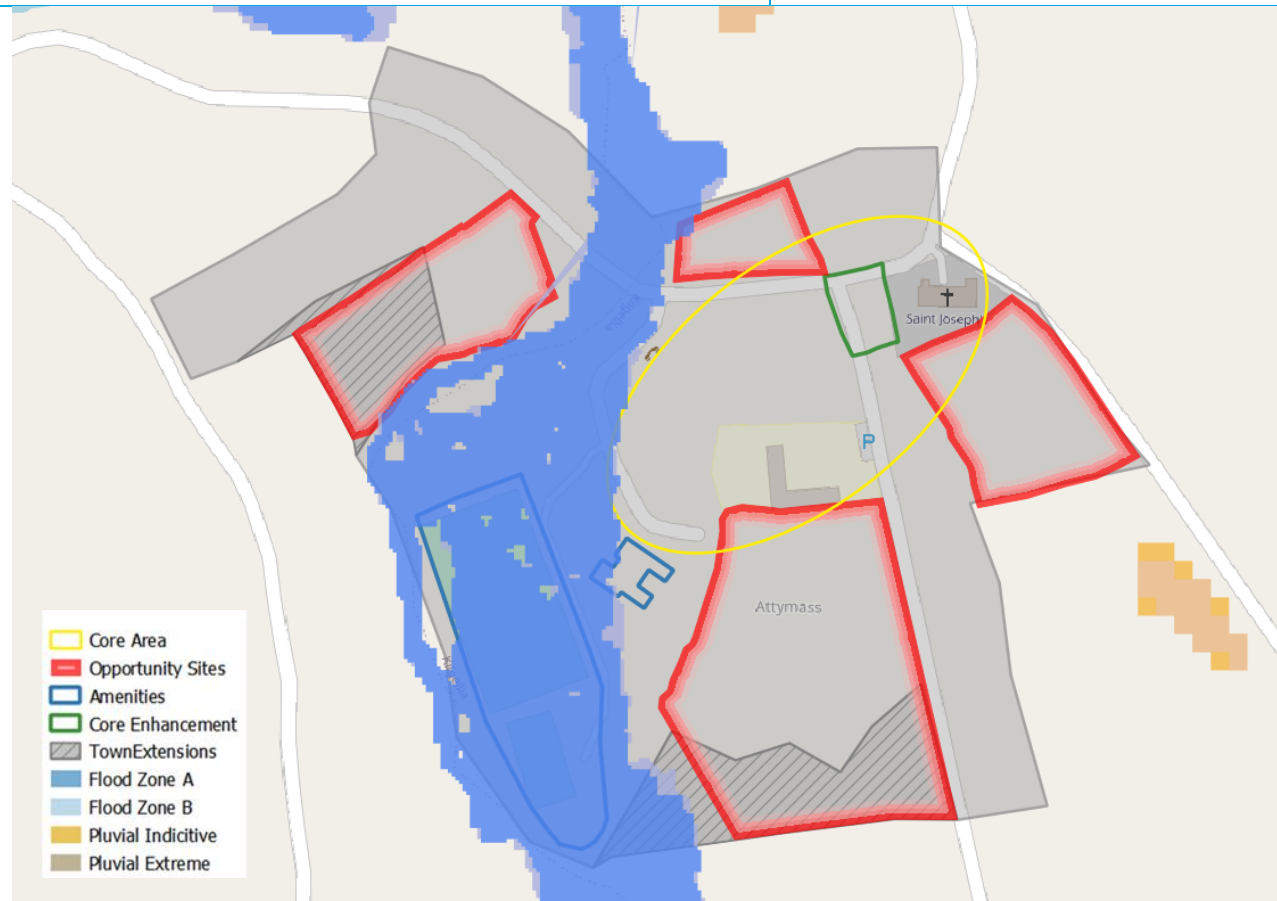 Saint Joseph
P
Attymass
Core Area
Opportunity Sites
Amenities
Core Enhancement
TownExtensions
Flood Zone A
Flood Zone B
Pluvial Indicitive
Pluvial Extreme